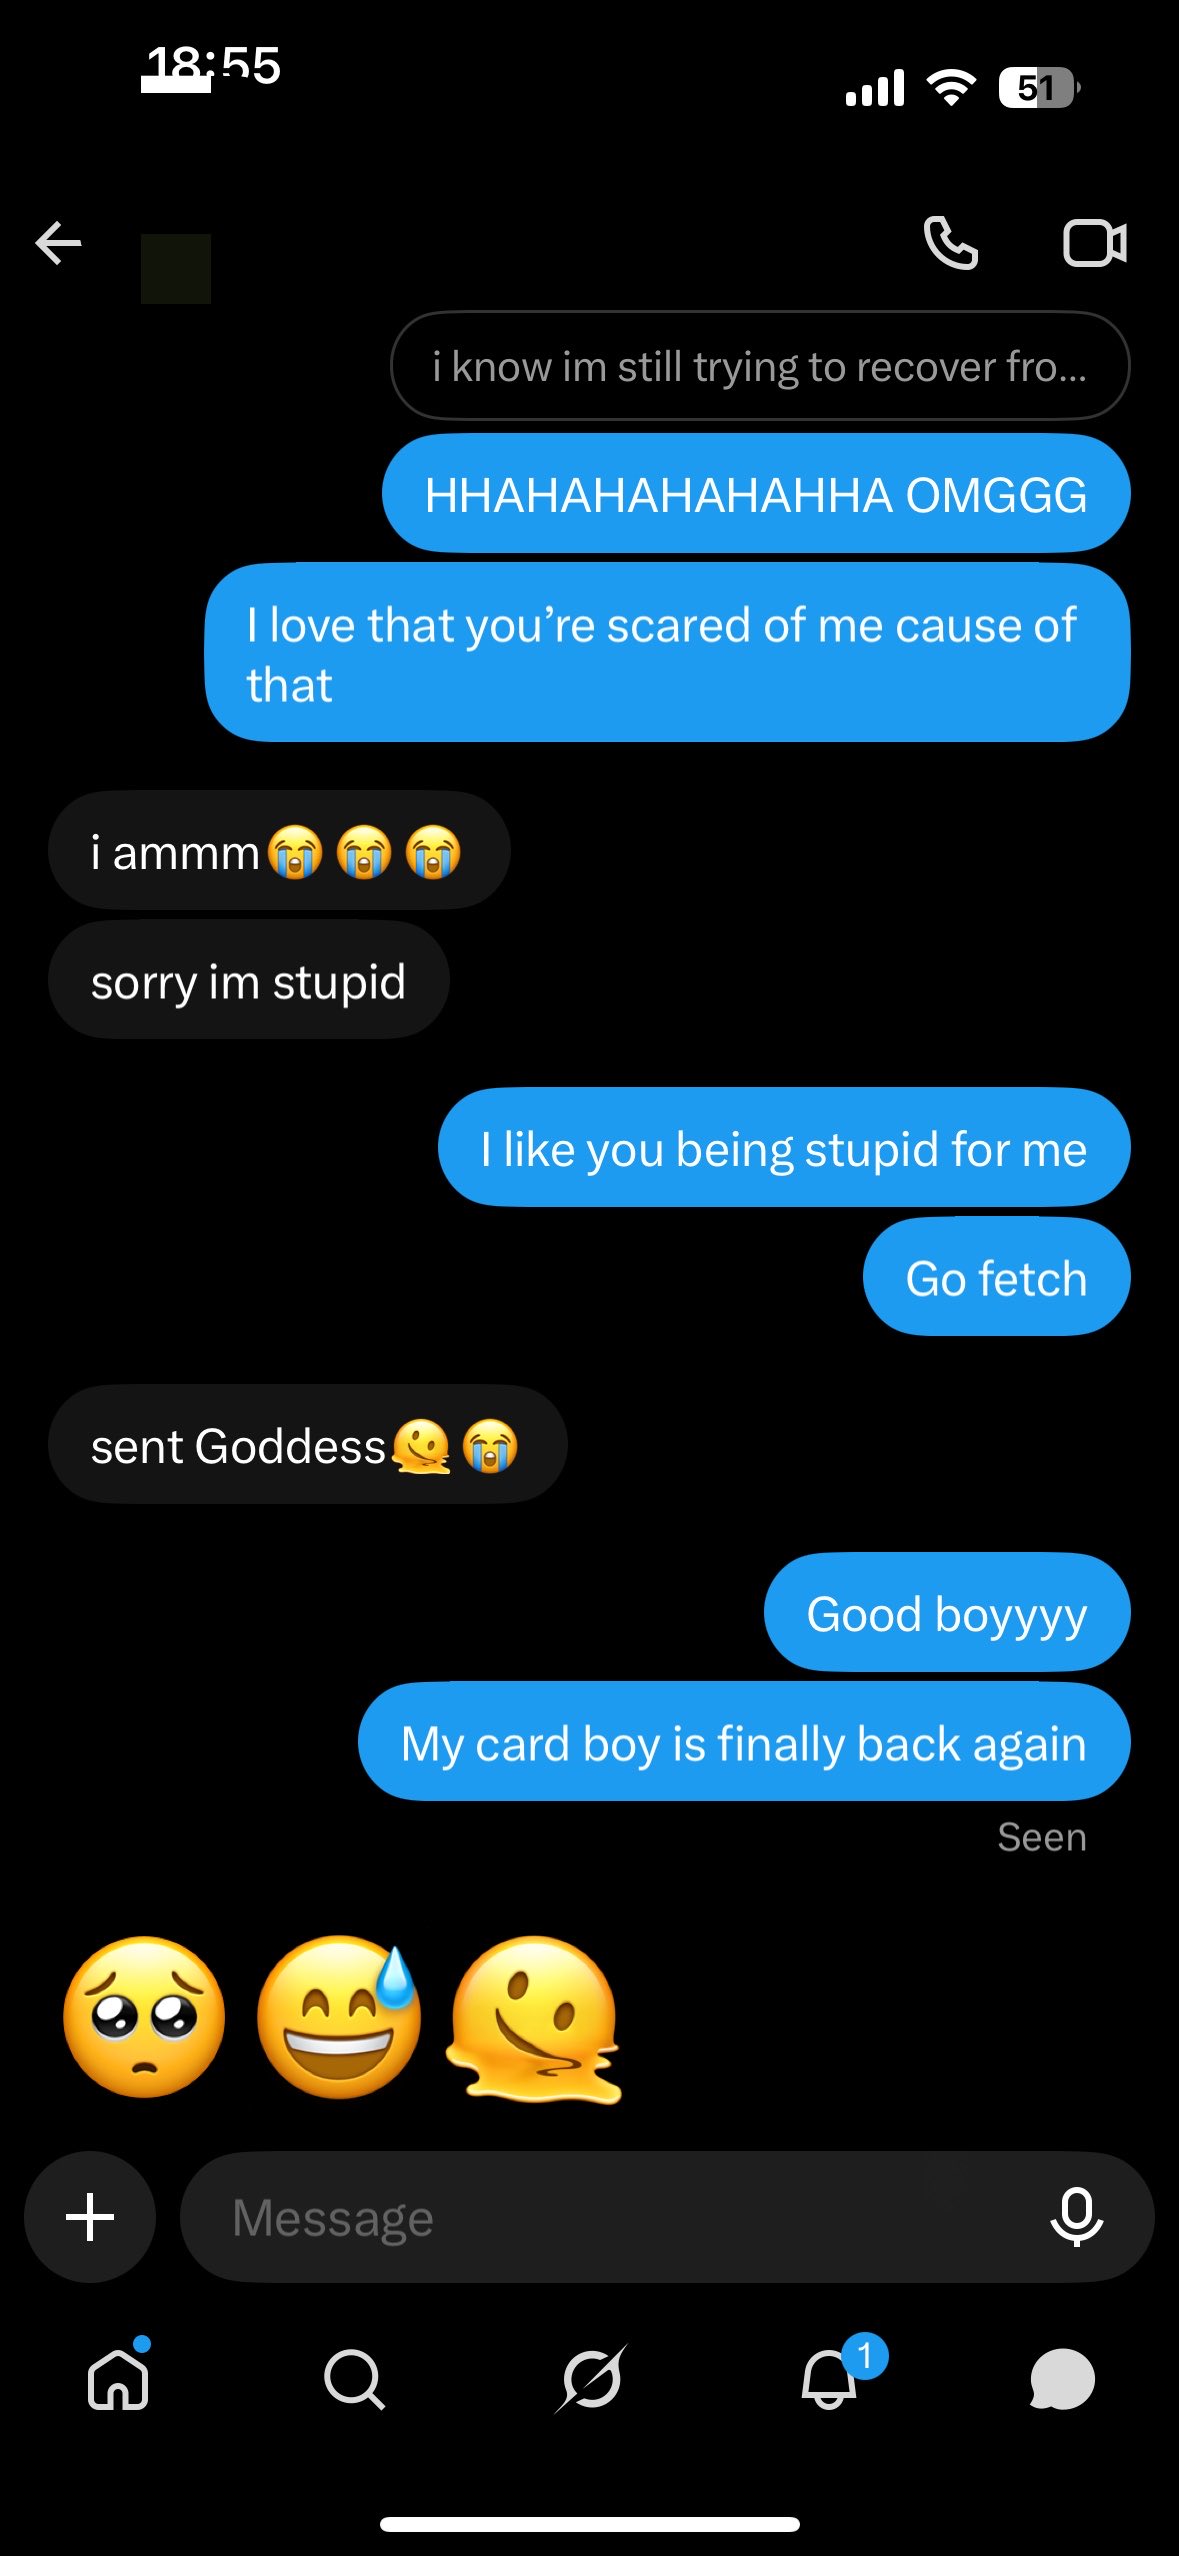 18:55
51
i know im still trying to recover fro...
HHAHAHAHAHAHHA OMGGG
I love that you’re scared of me cause of
that
i ammm😭😭😭
sorry im stupid
I like you being stupid for me
Go fetch
sent Goddess🫠😭
Good boyyyy
My card boy is finally back again
Seen
🥺😅🫠
Message
1